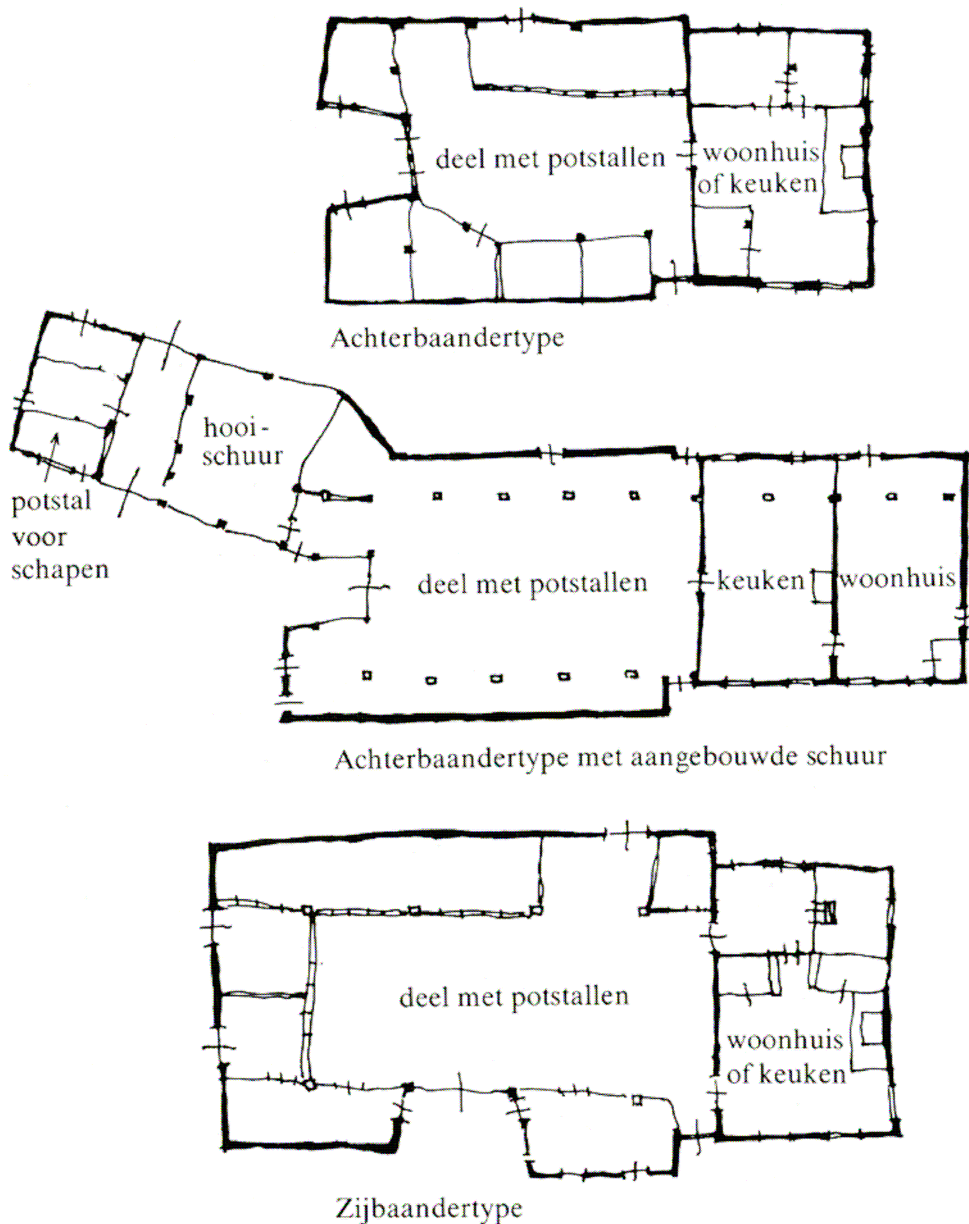 deel met potstallen
woonhuis
of keuken
Achterbaandertype
hooi-
schuur
potstal
voor
schapen
deel met potstallen
keuken
woonhuis
Achterbaandertype met aangebouwde schuur
deel met potstallen
woonhuis
of keuken
Zijbaandertype